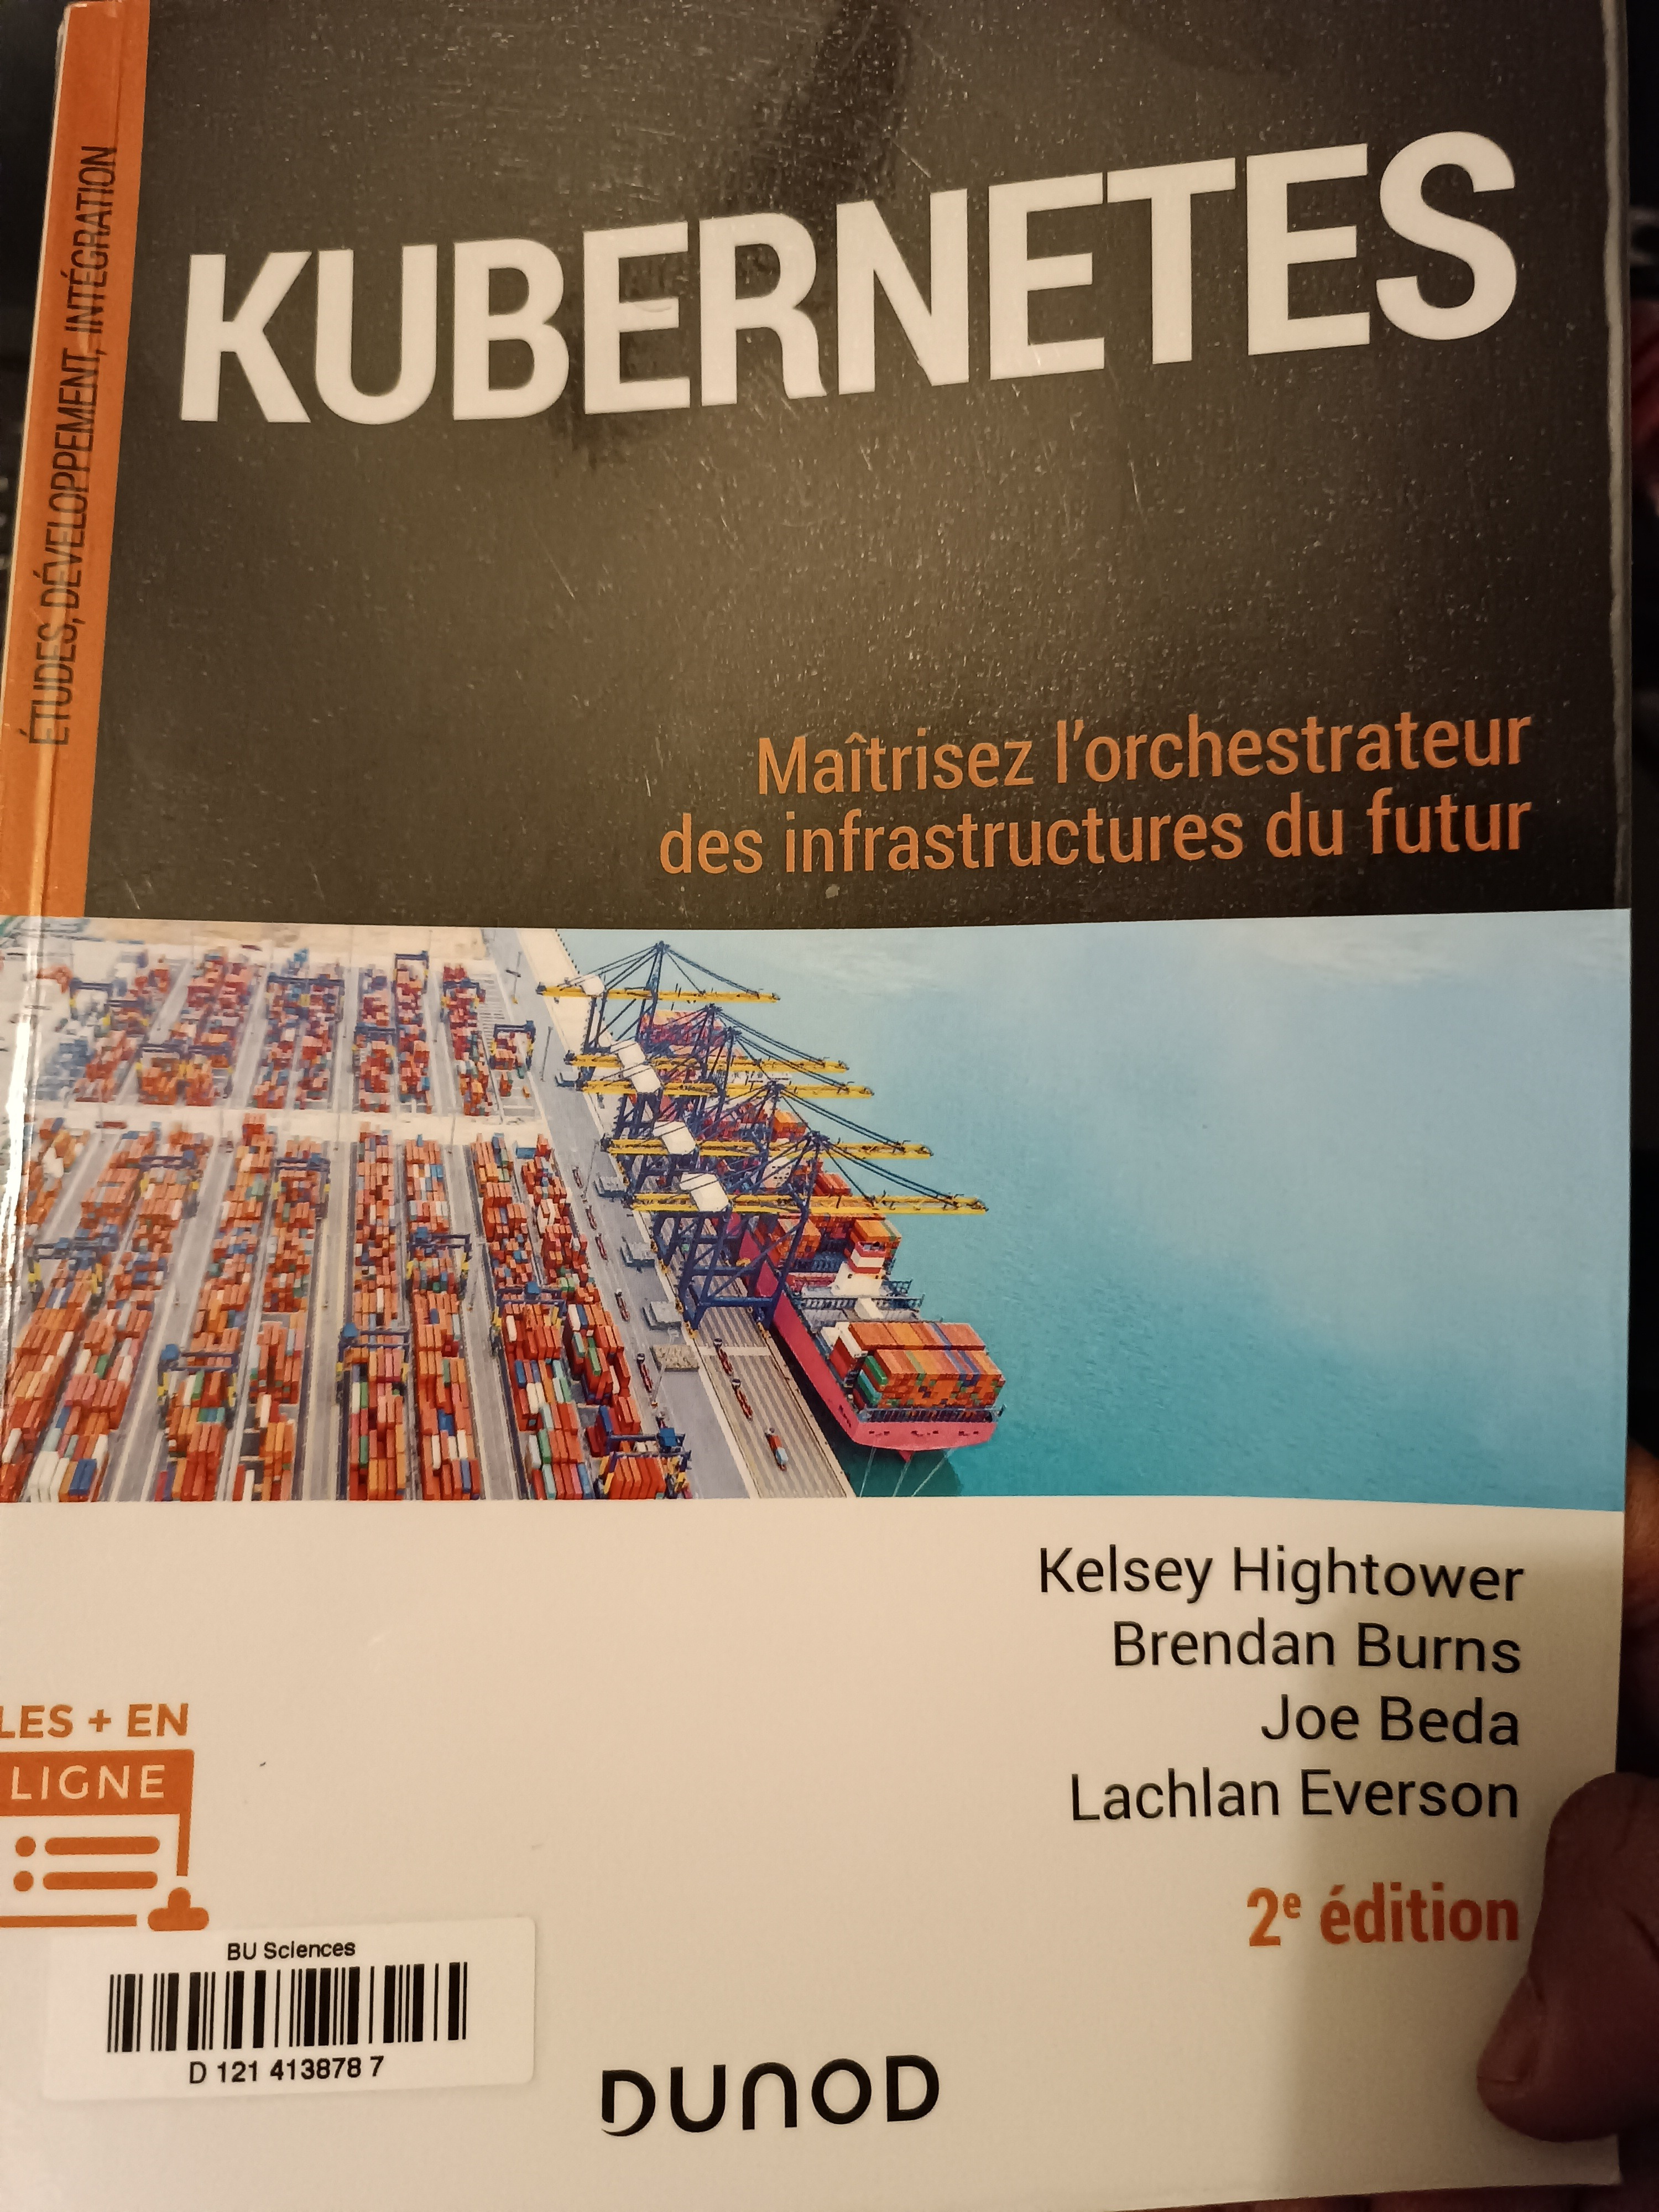 ÉTUDES, DÉVELOPPEMENT, INTÉGRATION
KUBERNETES
Maîtrisez l'orchestrateur
des infrastructures du futur
Kelsey Hightower
Brendan Burns
Joe Beda
Lachlan Everson
2e édition
LES + EN
LIGNE
BU Sciences
D 121 413878 7
DUNOD